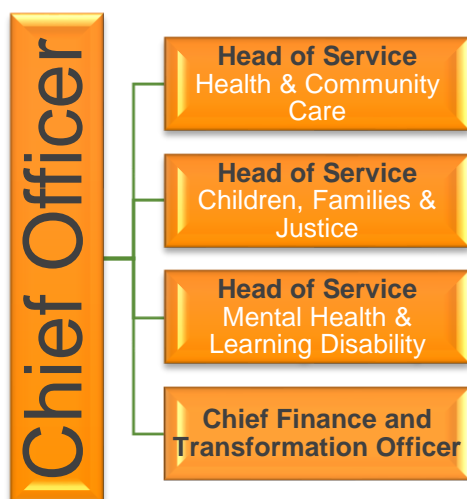 Chief Officer
Head of Service
Health & Community
Care
Head of Service
Children, Families &
Justice
Head of Service
Mental Health &
Learning Disability
Chief Finance and
Transformation Officer